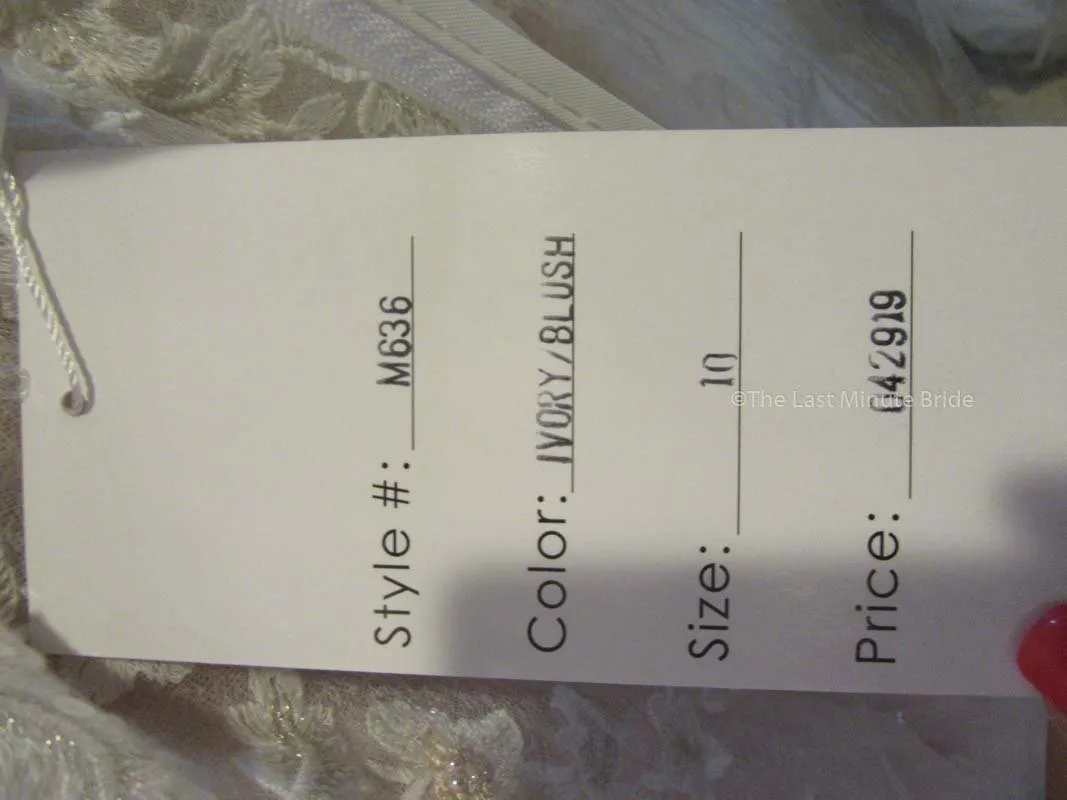 Style #: M636
Color: IVORY/BLUSH
Size: 10
Price: 042919
©The Last Minute Bride